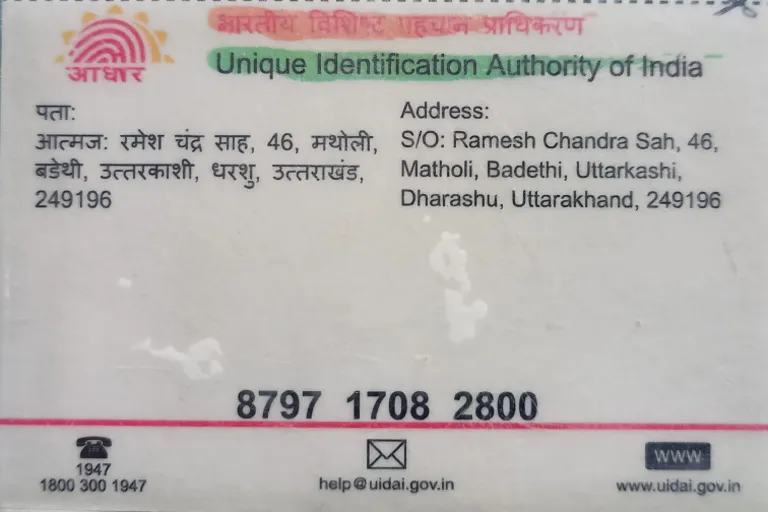 भारतीय विशिष्ट पहचान प्राधिकरण
आधार
Unique Identification Authority of India
पता:
आत्मज: रमेश चंद्र साह, 46, मथोली,
बडेथी, उत्तरकाशी, धरशु, उत्तराखंड,
249196
Address:
S/O: Ramesh Chandra Sah, 46,
Matholi, Badethi, Uttarkashi,
Dharashu, Uttarakhand, 249196
8797 1708 2800
1947
1800 300 1947
help@uidai.gov.in
www
www.uidai.gov.in